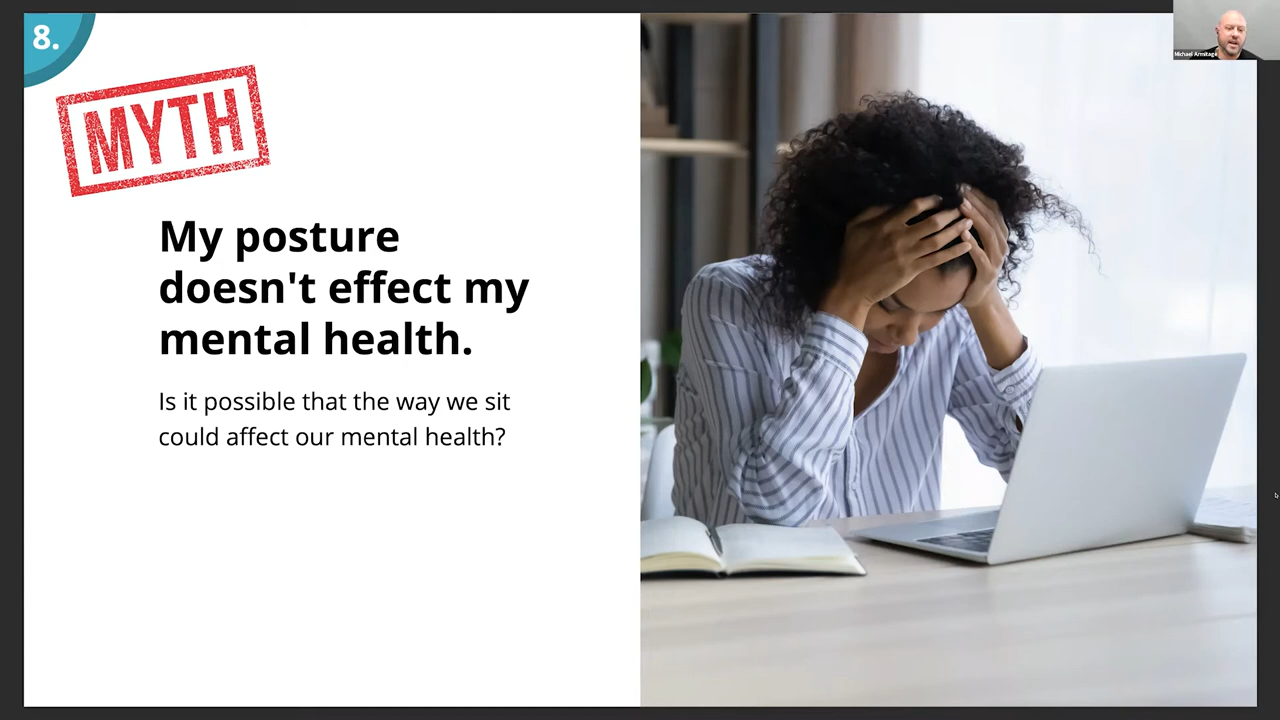 8.
MYTH
My posture
doesn't effect my
mental health.
Is it possible that the way we sit
could affect our mental health?
Michael Armitage